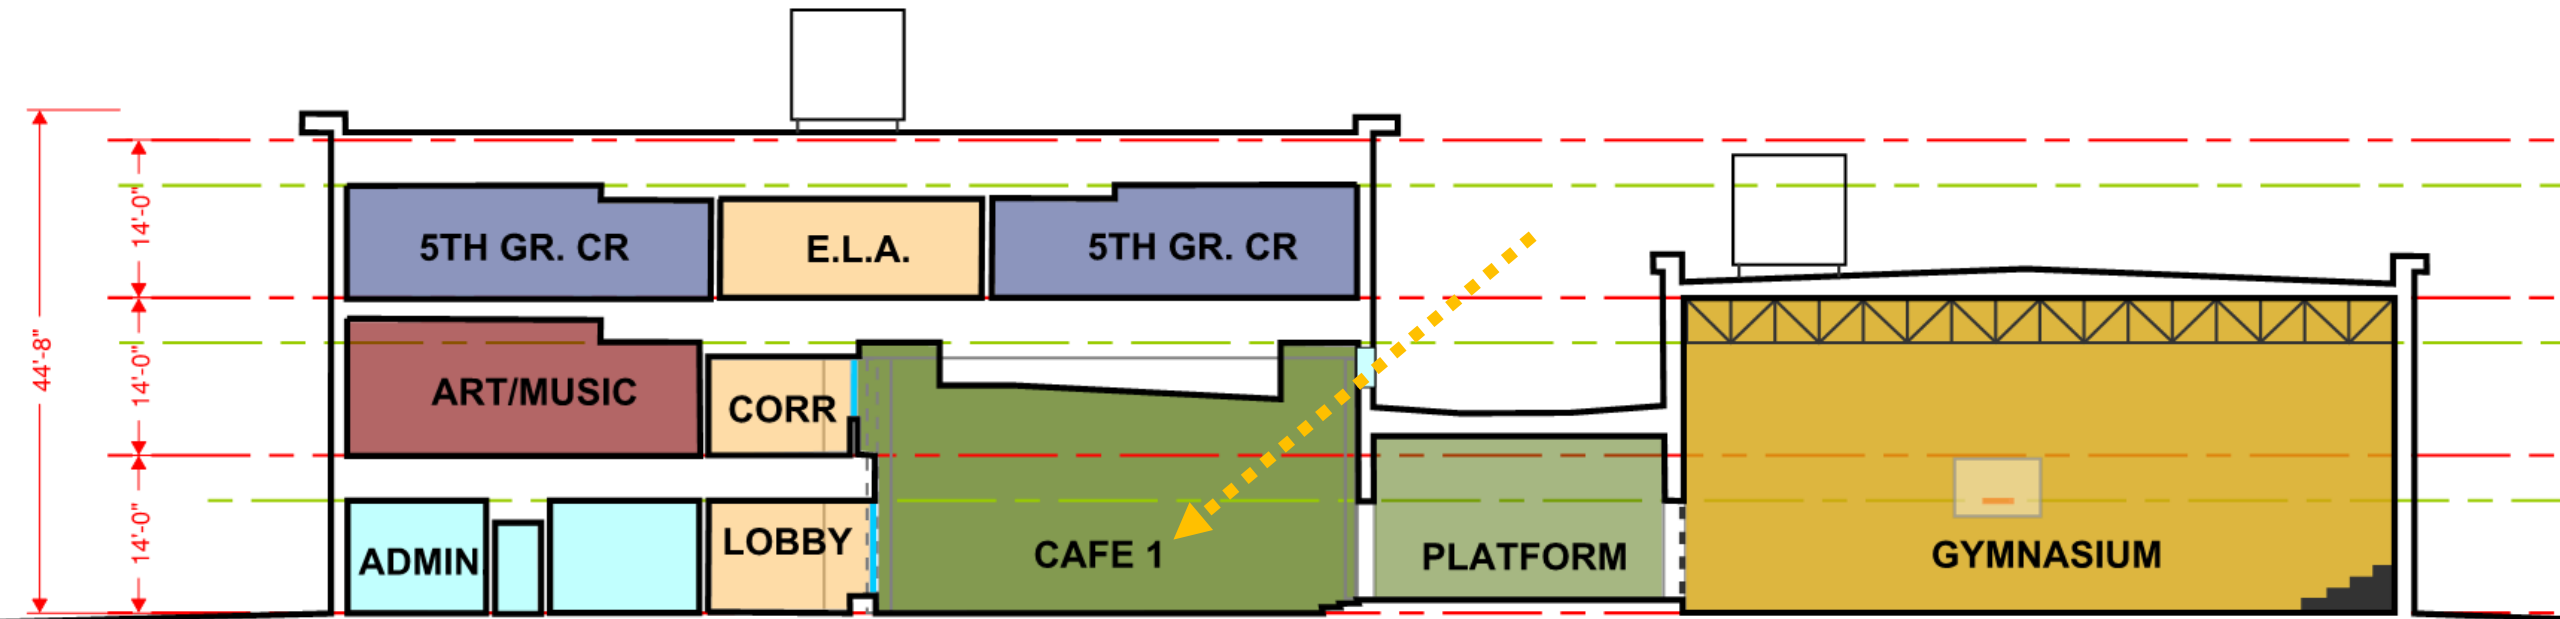 44'-8"
14'-0"
14'-0"
14'-0"
5TH GR. CR
E.L.A.
5TH GR. CR
ART/MUSIC
CORR
ADMIN
LOBBY
CAFE 1
PLATFORM
GYMNASIUM